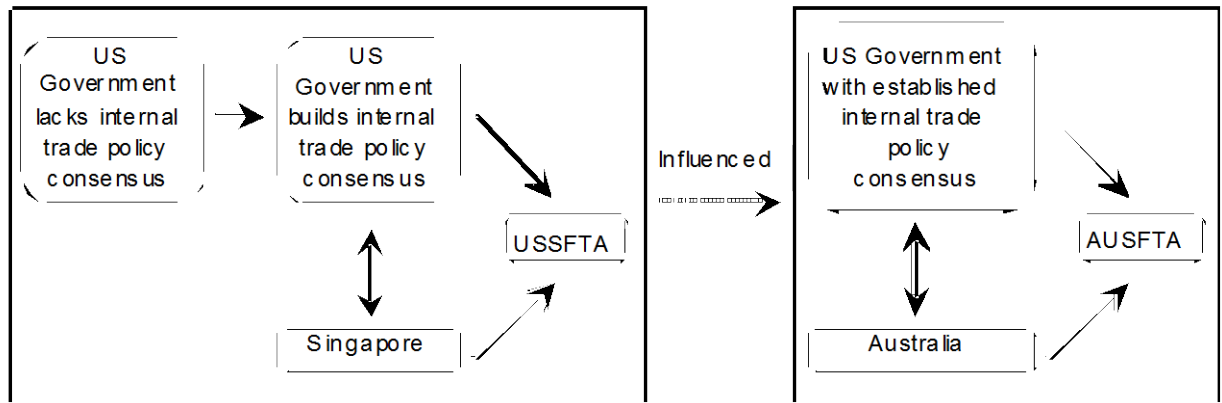 US
Government
lacks internal
trade policy
consensus
US
Government
builds internal
trade policy
consensus
USSFTA
Singapore
Influenced
US Government
with established
internal trade
policy
consensus
AUSFTA
Australia